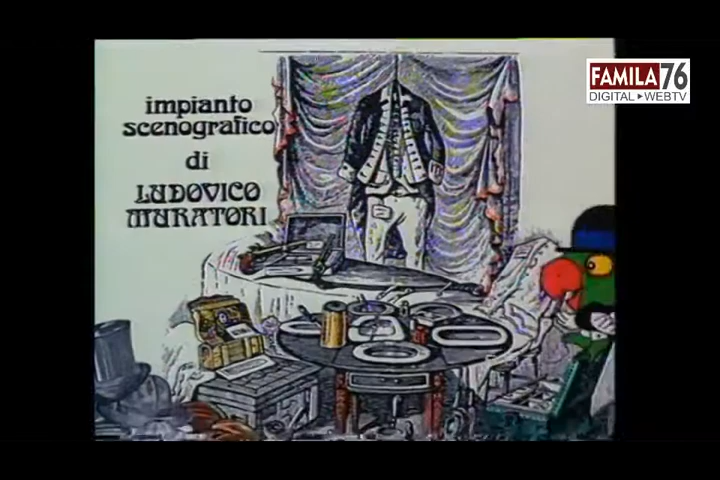 impianto
scenografico
di
LUDOVICO
MURATORI
FAMILA76
DIGITAL WEBTV